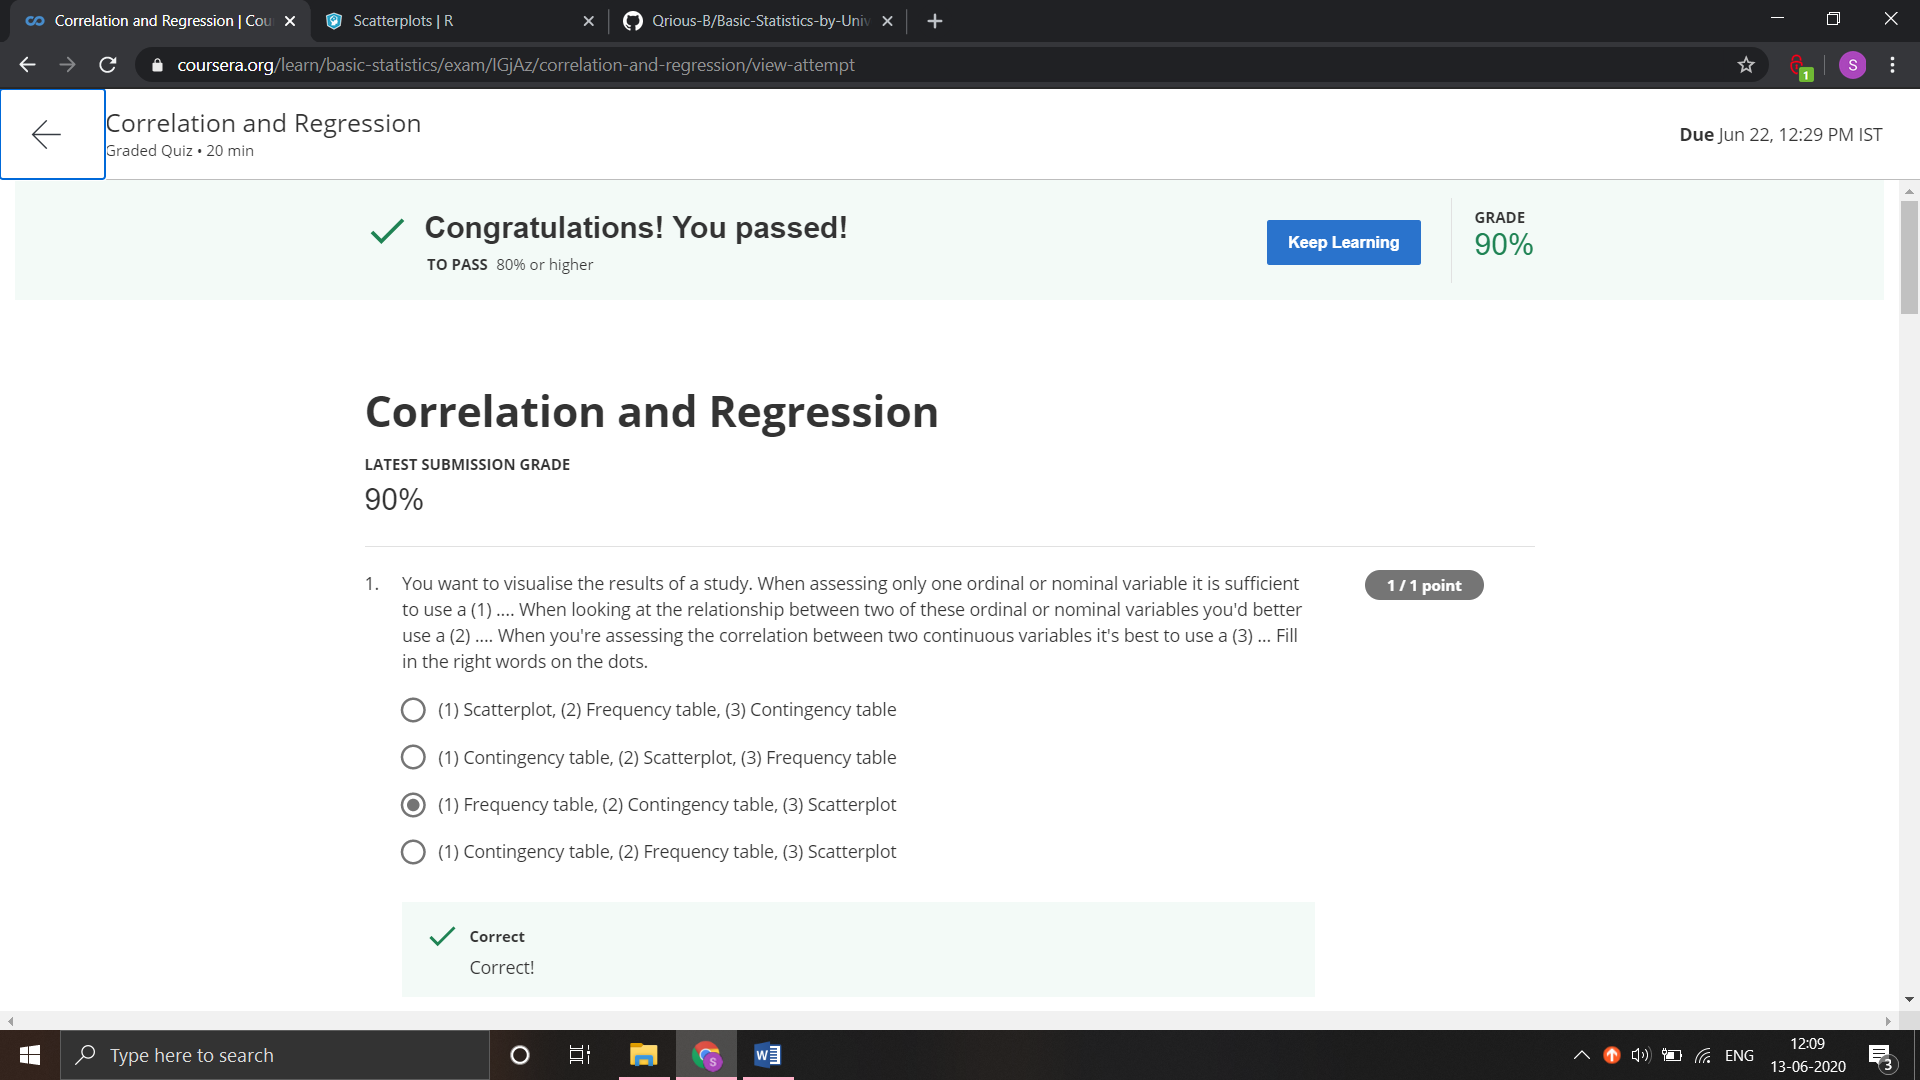 Correlation and Regression | Cou
Scatterplots | R
Qrious-B/Basic-Statistics-by-Univ
coursera.org/learn/basic-statistics/exam/lGjAz/correlation-and-regression/view-attempt
1
S
Correlation and Regression
Graded Quiz • 20 min
Due Jun 22, 12:29 PM IST
Congratulations! You passed!
TO PASS 80% or higher
Keep Learning
GRADE
90%
Correlation and Regression
LATEST SUBMISSION GRADE
90%
1. You want to visualise the results of a study. When assessing only one ordinal or nominal variable it is sufficient
to use a (1) .... When looking at the relationship between two of these ordinal or nominal variables you'd better
use a (2) .... When you're assessing the correlation between two continuous variables it's best to use a (3) ... Fill
in the right words on the dots.
1 / 1 point
(1) Scatterplot, (2) Frequency table, (3) Contingency table
(1) Contingency table, (2) Scatterplot, (3) Frequency table
(1) Frequency table, (2) Contingency table, (3) Scatterplot
(1) Contingency table, (2) Frequency table, (3) Scatterplot
Correct
Correct!
Type here to search
S
W
ENG
12:09
13-06-2020
3